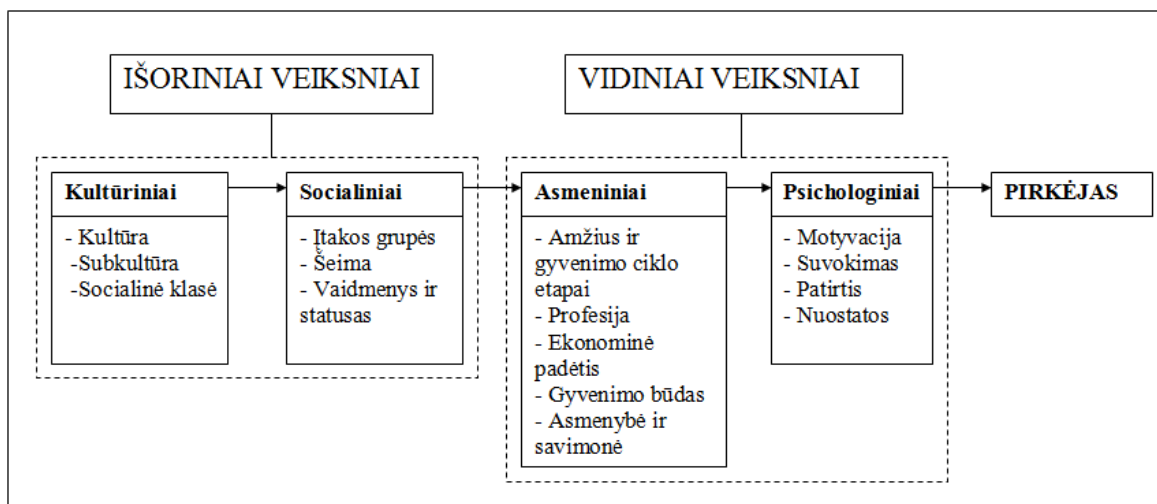 IŠORINIAI VEIKSNIAI
VIDINIAI VEIKSNIAI
Kultūriniai
- Kultūra
-Subkultūra
-Socialinė klasė
Socialiniai
- Įtakos grupės
- Šeima
- Vaidmenys ir
statusas
Asmeniniai
- Amžius ir
gyvenimo ciklo
etapai
- Profesija
- Ekonominė
padėtis
- Gyvenimo būdas
- Asmenybė ir
savimonė
Psichologiniai
- Motyvacija
- Suvokimas
- Patirtis
- Nuostatos
PIRKĖJAS